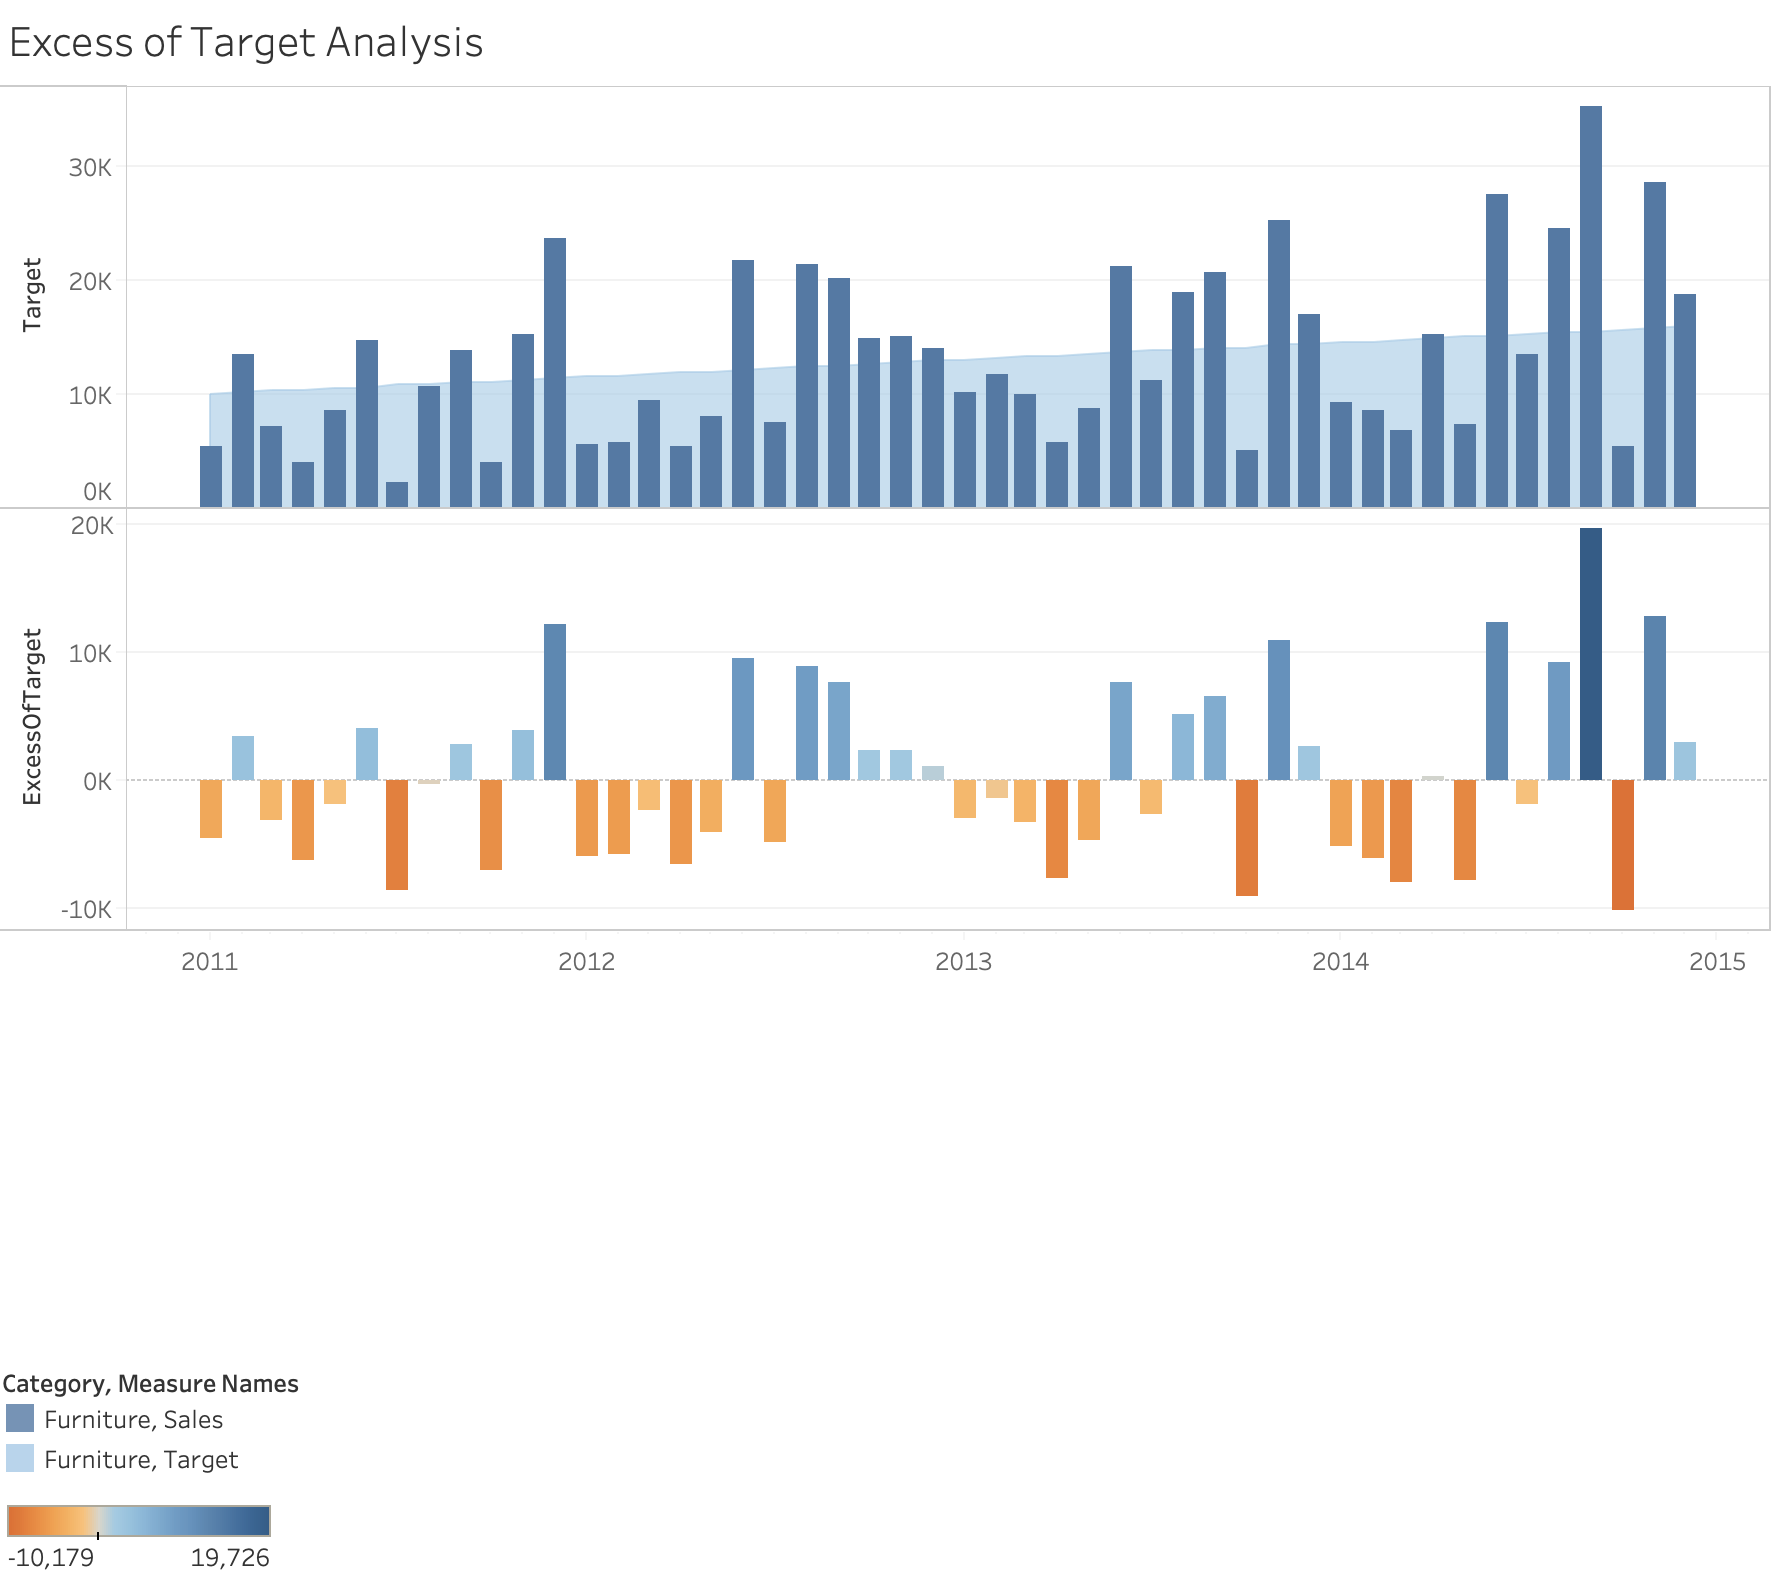 Excess of Target Analysis
Target
30K
20K
10K
0K
ExcessOfTarget
20K
10K
0K
-10K
2011 2012 2013 2014 2015
Category, Measure Names
Furniture, Sales
Furniture, Target
-10,179 19,726